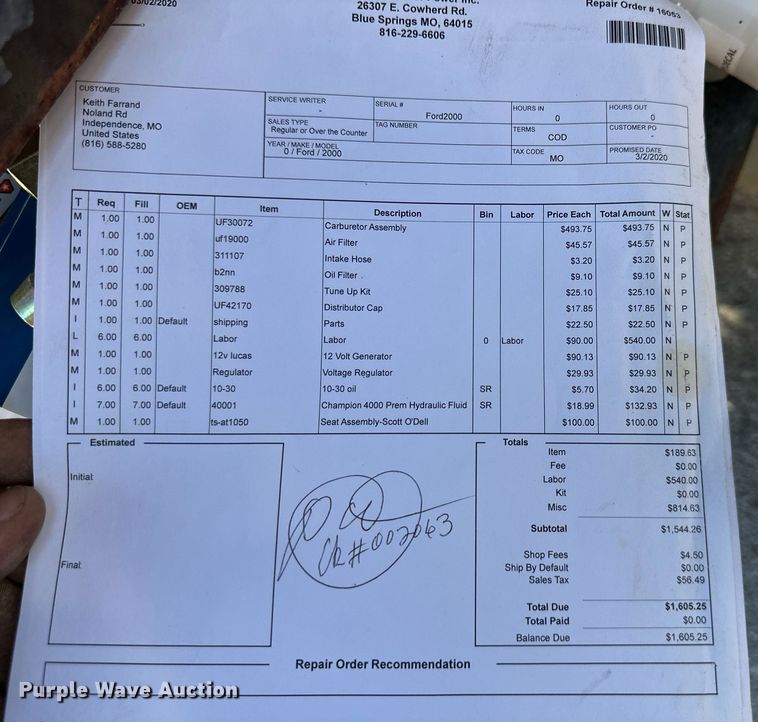 03/02/2020
26307 E. Cowherd Rd.
Blue Springs MO, 64015
816-229-6606
Repair Order # 16053
CUSTOMER
Keith Farrand
Noland Rd
Independence, MO
United States
(816) 588-5280
SERVICE WRITER
-
SERIAL #
Ford2000
HOURS IN
0
HOURS OUT
0
SALES TYPE
Regular or Over the Counter
TAG NUMBER
TERMS
COD
CUSTOMER PO
-
YEAR / MAKE / MODEL
0 / Ford / 2000
TAX CODE
MO
PROMISED DATE
3/2/2020
T Req Fill OEM Item Description Bin Labor Price Each Total Amount W Stat
M 1.00 1.00 UF30072 Carburetor Assembly $493.75 $493.75 N P
M 1.00 1.00 uf19000 Air Filter $45.57 $45.57 N P
M 1.00 1.00 311107 Intake Hose $3.20 $3.20 N P
M 1.00 1.00 b2nn Oil Filter $9.10 $9.10 N P
M 1.00 1.00 309788 Tune Up Kit $25.10 $25.10 N P
M 1.00 1.00 UF42170 Distributor Cap $17.85 $17.85 N P
I 1.00 1.00 Default shipping Parts $22.50 $22.50 N P
L 6.00 6.00 Labor Labor 0 Labor $90.00 $540.00 N
M 1.00 1.00 12v lucas 12 Volt Generator $90.13 $90.13 N P
M 1.00 1.00 Regulator Voltage Regulator $29.93 $29.93 N P
I 6.00 6.00 Default 10-30 10-30 oil SR $5.70 $34.20 N P
I 7.00 7.00 Default 40001 Champion 4000 Prem Hydraulic Fluid SR $18.99 $132.93 N P
M 1.00 1.00 ts-at1050 Seat Assembly-Scott O'Dell $100.00 $100.00 N P
Estimated
Initial:
Final:
#002063
Totals
Item $189.63
Fee $0.00
Labor $540.00
Kit $0.00
Misc $814.63
Subtotal $1,544.26
Shop Fees $4.50
Ship By Default $0.00
Sales Tax $56.49
Total Due $1,605.25
Total Paid $0.00
Balance Due $1,605.25
Repair Order Recommendation
Purple Wave Auction